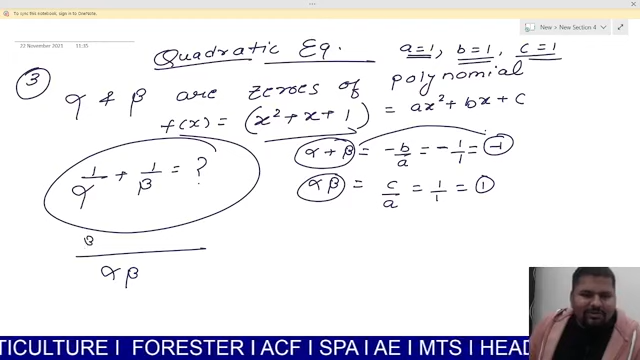 To sync this notebook, sign in to OneNote.
New > New Section 4
22 November 2021 11:35
Quadratic Eq.
a=1, b=1, c=1
③ α & β are zeroes of polynomial
f(x) = (x²+x+1) = ax²+bx+c
1/α + 1/β = ?
α+β = -b/a = -1/1 = -1
αβ = c/a = 1/1 = 1
β
αβ
TICULTURE I FORESTER I ACF I SPA I AE I MTS I HEAD